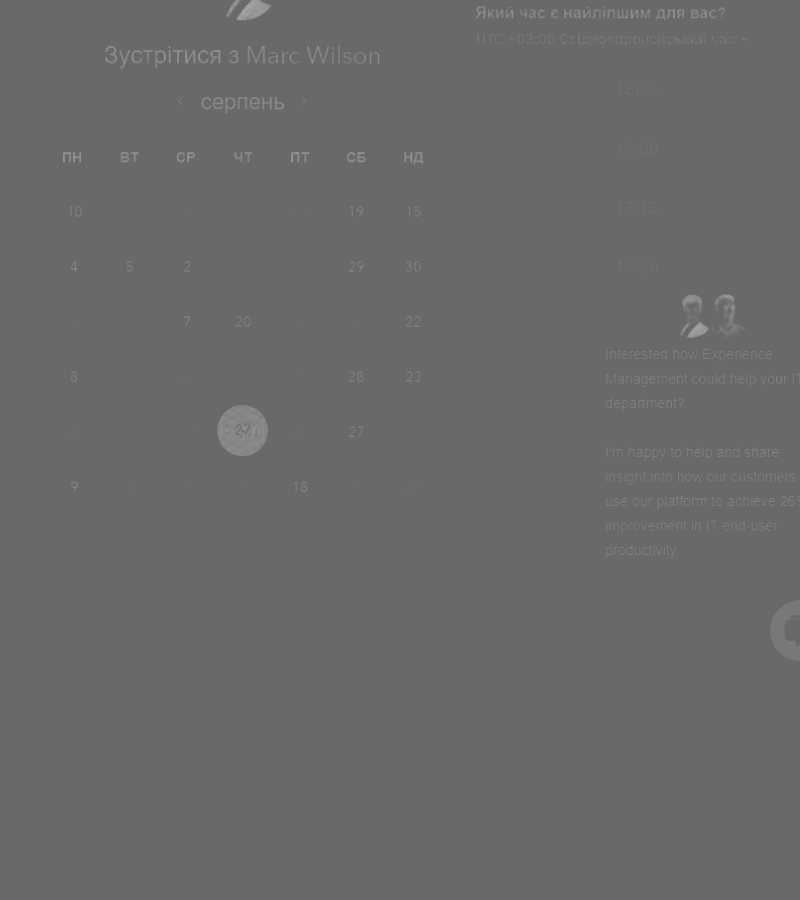 Зустрітися з Marc Wilson
серпень
ПН ВТ СР ЧТ ПТ СБ НД
10 19 15
4 5 2 29 30
7 20 22
8 28 23
27 27
9 18
Який час є найліпшим для вас?
UTC +03:00 Східноєвропейський час
16:45
17:00
17:15
17:30
Interested how Experience
Management could help your IT
department?
I'm happy to help and share
insight into how our customers
use our platform to achieve 26%
improvement in IT end-user
productivity